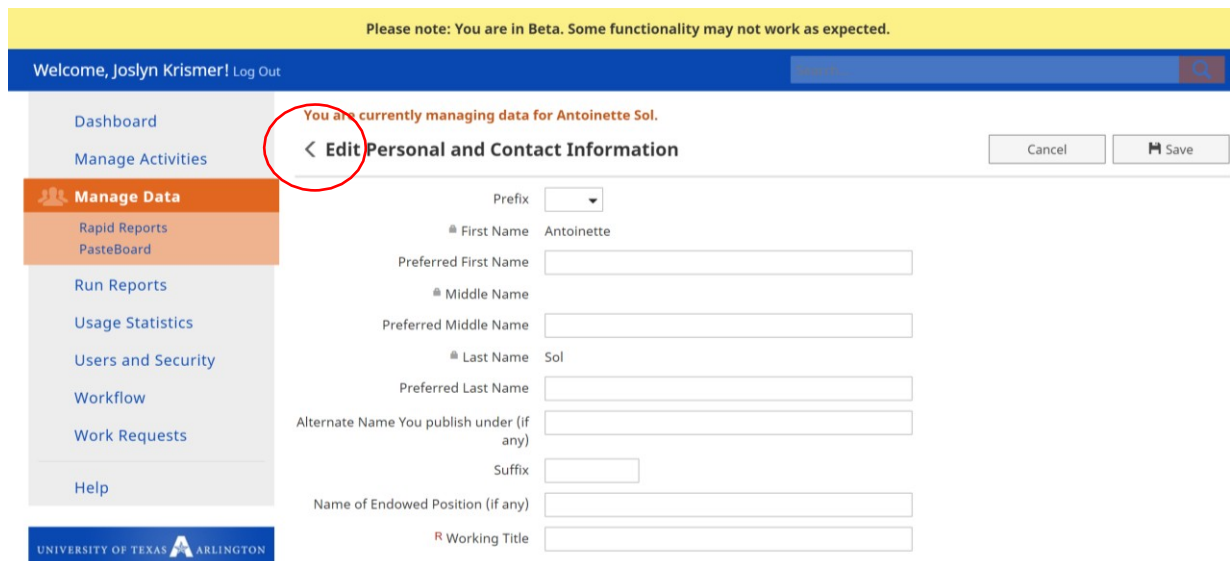 Please note: You are in Beta. Some functionality may not work as expected.
Welcome, Joslyn Krismer! Log Out
Dashboard
Manage Activities
Manage Data
Rapid Reports
PasteBoard
Run Reports
Usage Statistics
Users and Security
Workflow
Work Requests
Help
UNIVERSITY OF TEXAS ARLINGTON
You are currently managing data for Antoinette Sol.
< Edit Personal and Contact Information
Cancel
Save
Prefix
First Name Antoinette
Preferred First Name
Middle Name
Preferred Middle Name
Last Name Sol
Preferred Last Name
Alternate Name You publish under (if
any)
Suffix
Name of Endowed Position (if any)
R Working Title